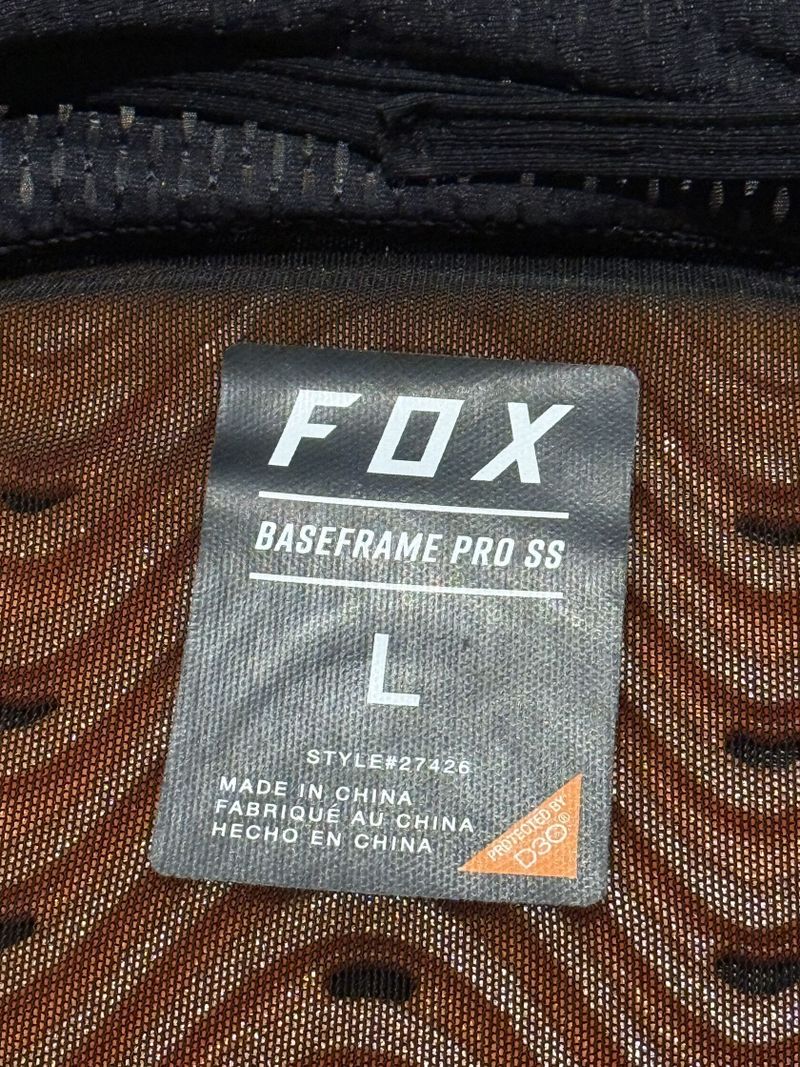 FOX
BASEFRAME PRO SS
L
STYLE#27426
MADE IN CHINA
FABRIQUÉ AU CHINA
HECHO EN CHINA
PROTECTED BY
D3O®